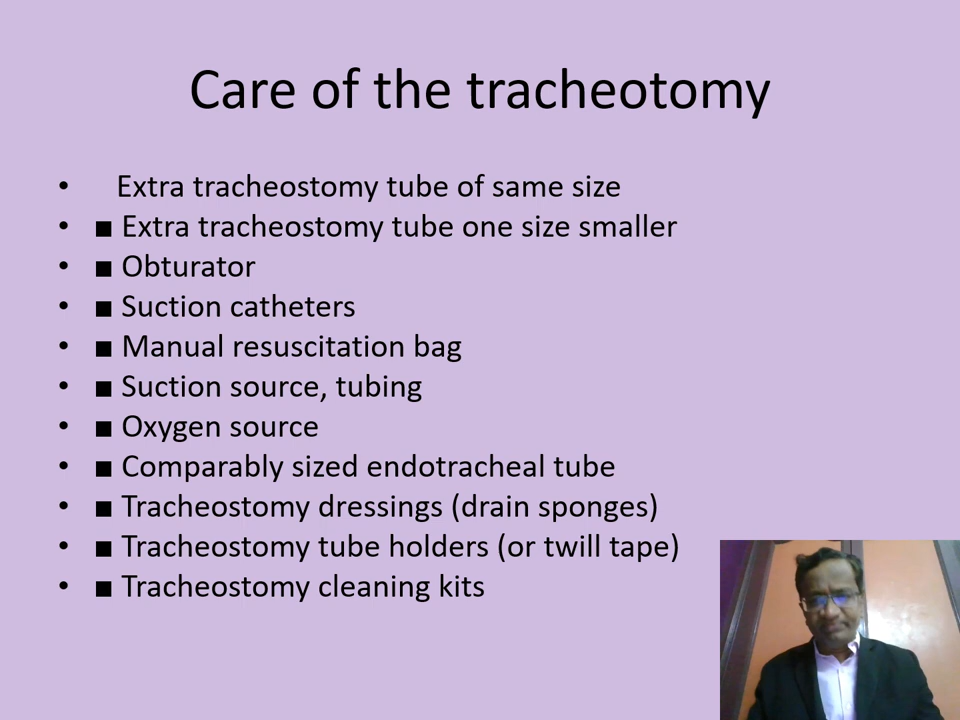 Care of the tracheotomy
• Extra tracheostomy tube of same size
• ■ Extra tracheostomy tube one size smaller
• ■ Obturator
• ■ Suction catheters
• ■ Manual resuscitation bag
• ■ Suction source, tubing
• ■ Oxygen source
• ■ Comparably sized endotracheal tube
• ■ Tracheostomy dressings (drain sponges)
• ■ Tracheostomy tube holders (or twill tape)
• ■ Tracheostomy cleaning kits